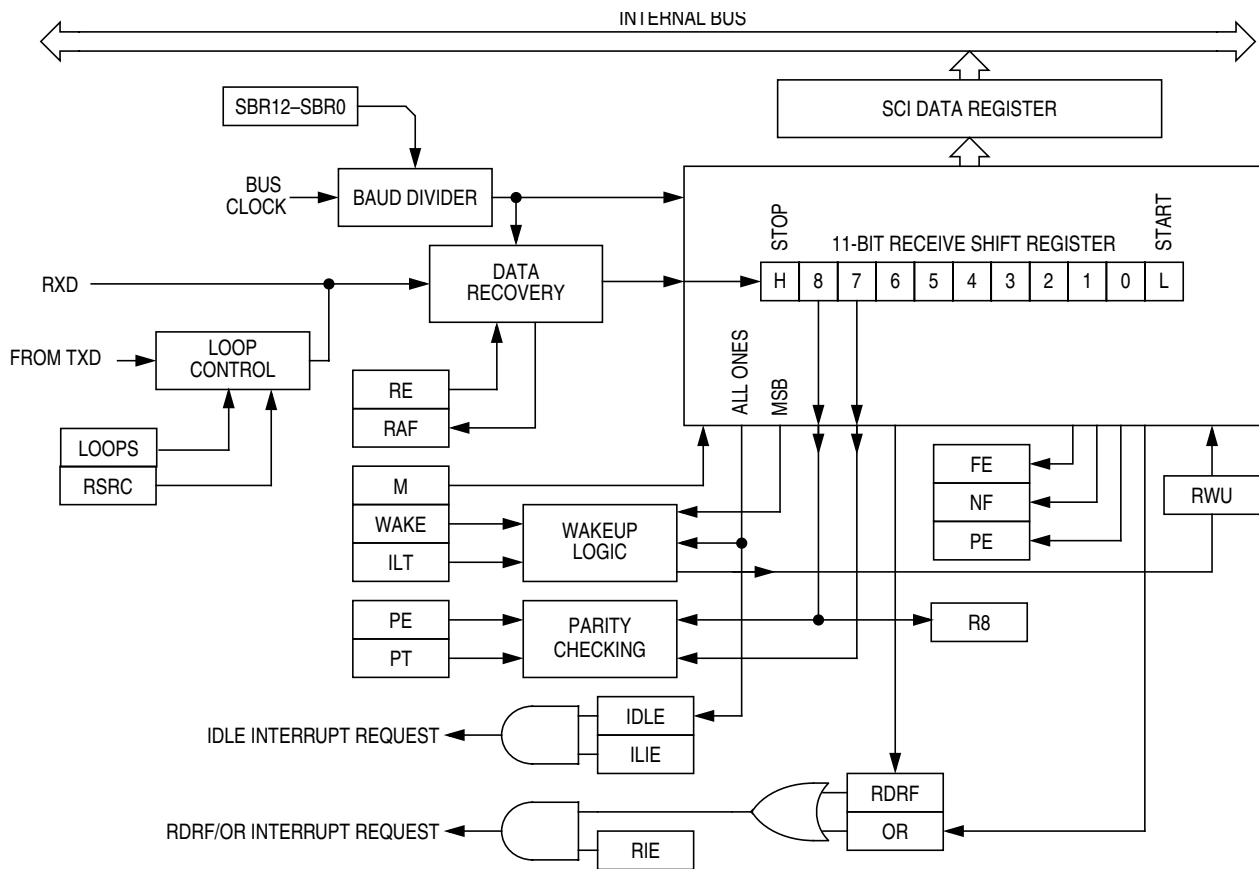 INTERNAL BUS
SBR12–SBR0
SCI DATA REGISTER
BUS
CLOCK
BAUD DIVIDER
STOP
11-BIT RECEIVE SHIFT REGISTER
START
RXD
DATA
RECOVERY
H 8 7 6 5 4 3 2 1 0 L
FROM TXD
LOOP
CONTROL
ALL ONES
MSB
RE
RAF
LOOPS
RSRC
M
WAKE
ILT
WAKEUP
LOGIC
FE
NF
PE
RWU
PE
PT
PARITY
CHECKING
R8
IDLE INTERRUPT REQUEST
IDLE
ILIE
RDRF/OR INTERRUPT REQUEST
RDRF
OR
RIE